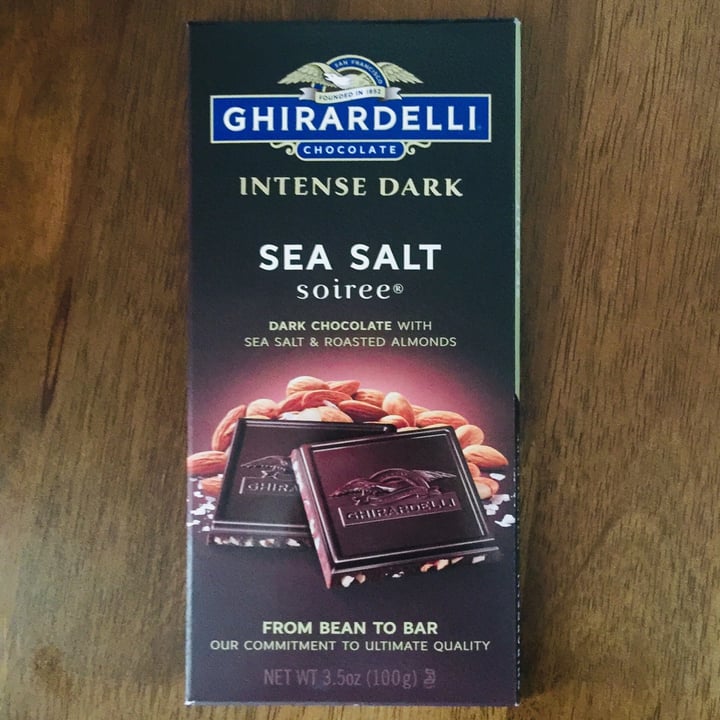 SAN FRANCISCO
FOUNDED IN 1852
GHIRARDELLI
CHOCOLATE
INTENSE DARK
SEA SALT
soiree®
DARK CHOCOLATE WITH
SEA SALT & ROASTED ALMONDS
GHIRA
GHIRARDELLI
FROM BEAN TO BAR
OUR COMMITMENT TO ULTIMATE QUALITY
NET WT 3.5oz (100g)